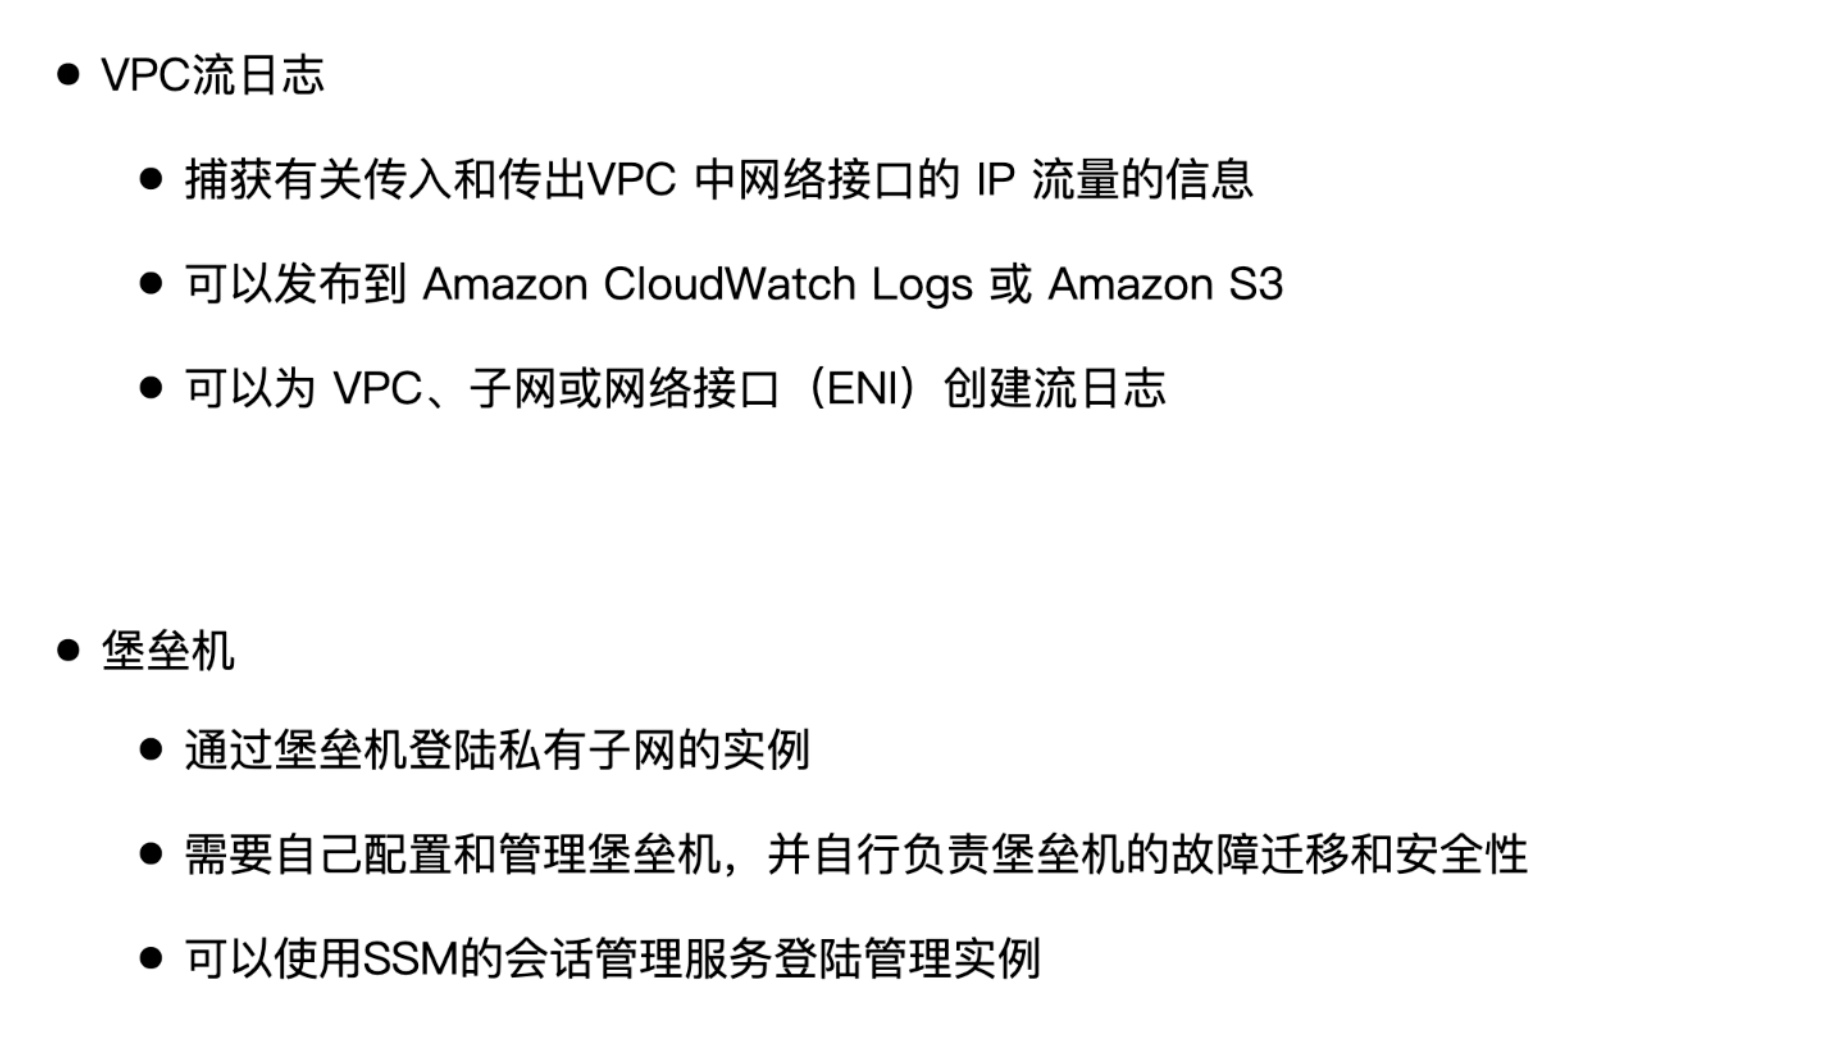 ● VPC流日志
● 捕获有关传入和传出VPC 中网络接口的 IP 流量的信息
● 可以发布到 Amazon CloudWatch Logs 或 Amazon S3
● 可以为 VPC、子网或网络接口（ENI）创建流日志
● 堡垒机
● 通过堡垒机登陆私有子网的实例
● 需要自己配置和管理堡垒机，并自行负责堡垒机的故障迁移和安全性
● 可以使用SSM的会话管理服务登陆管理实例